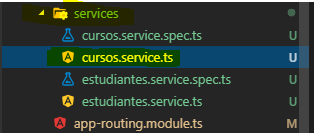 services
cursos.service.spec.ts U
cursos.service.ts U
estudiantes.service.spec.ts U
estudiantes.service.ts U
app-routing.module.ts M